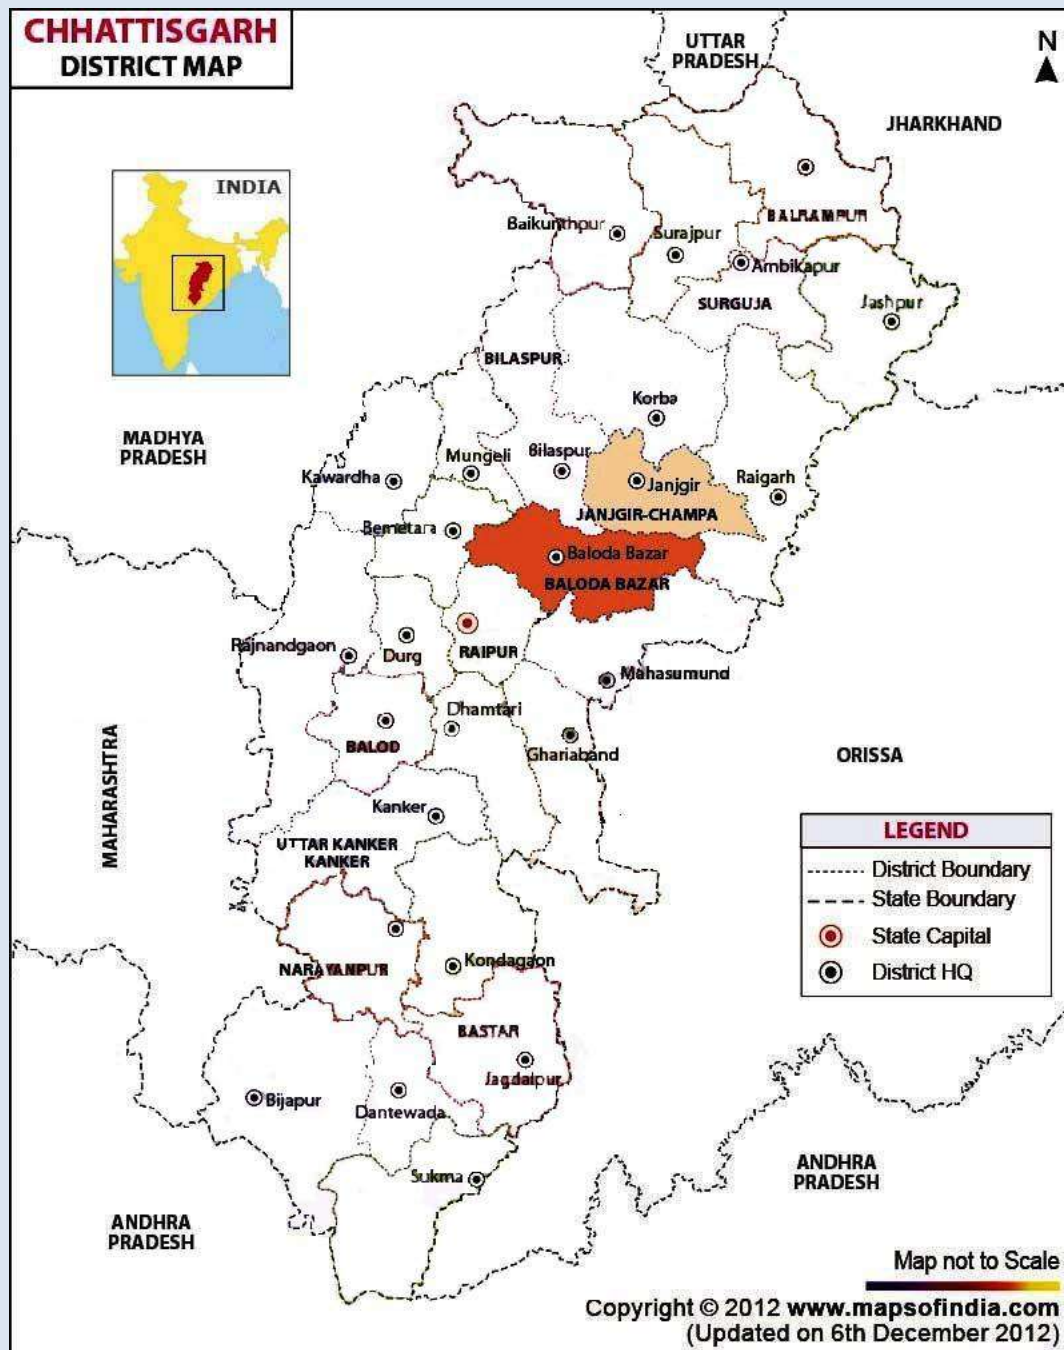 CHHATTISGARH
DISTRICT MAP
N
UTTAR
PRADESH
JHARKHAND
INDIA
BALRAMPUR
Baikunthpur
Surajpur
Ambikapur
SURGUJA
Jashpur
BILASPUR
Korba
MADHYA
PRADESH
Mungeli
Bilaspur
Kawardha
Janjgir
Raigarh
JANJGIR-CHAMPA
Bemetara
Baloda Bazar
BALODA BAZAR
Rajnandgaon
Durg
RAIPUR
Mahasumund
Dhamtari
BALOD
Ghariaband
MAHARASHTRA
ORISSA
Kanker
UTTAR KANKER
KANKER
LEGEND
District Boundary
State Boundary
State Capital
District HQ
NARAYANPUR
Kondagaon
BASTAR
Jagdalpur
Bijapur
Dantewada
Sukma
ANDHRA
PRADESH
ANDHRA
PRADESH
Map not to Scale
Copyright © 2012 www.mapsofindia.com
(Updated on 6th December 2012)